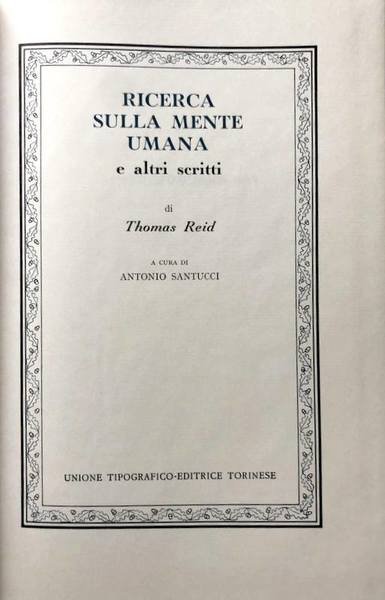 RICERCA
SULLA MENTE
UMANA
e altri scritti
di
Thomas Reid
A CURA DI
ANTONIO SANTUCCI
UNIONE TIPOGRAFICO-EDITRICE TORINESE